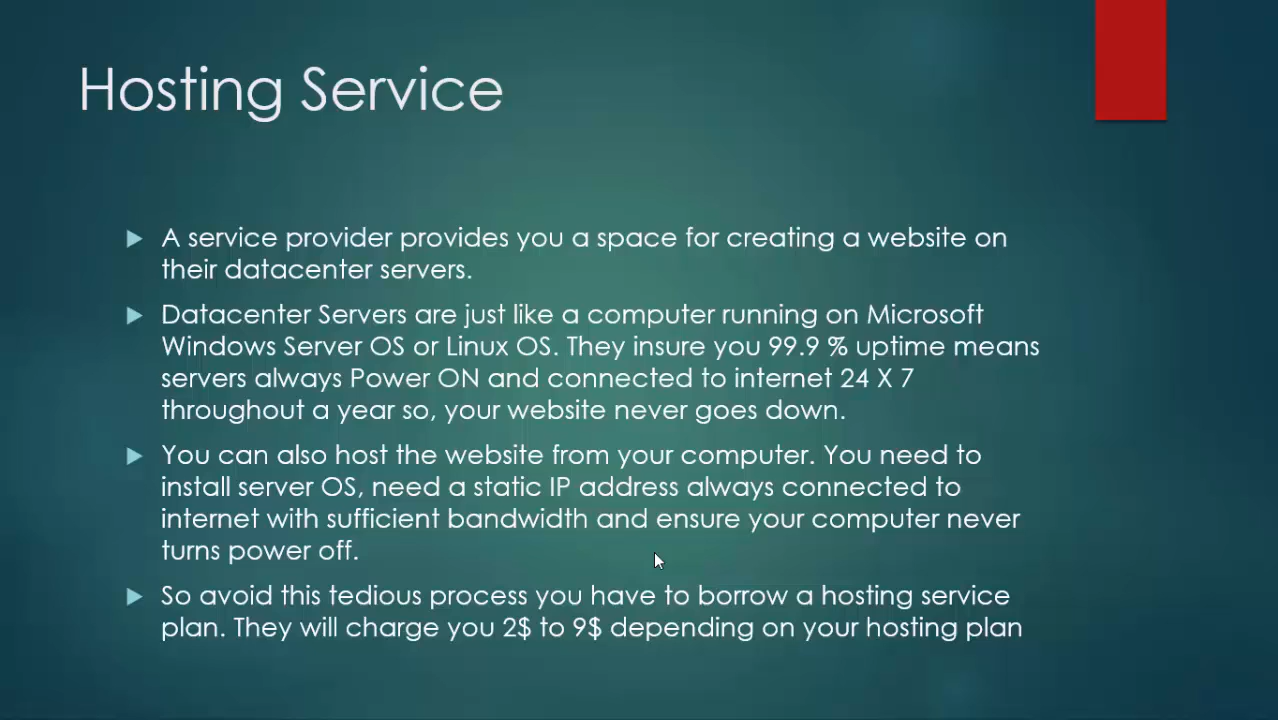 Hosting Service
A service provider provides you a space for creating a website on
their datacenter servers.
Datacenter Servers are just like a computer running on Microsoft
Windows Server OS or Linux OS. They insure you 99.9 % uptime means
servers always Power ON and connected to internet 24 X 7
throughout a year so, your website never goes down.
You can also host the website from your computer. You need to
install server OS, need a static IP address always connected to
internet with sufficient bandwidth and ensure your computer never
turns power off.
So avoid this tedious process you have to borrow a hosting service
plan. They will charge you 2$ to 9$ depending on your hosting plan